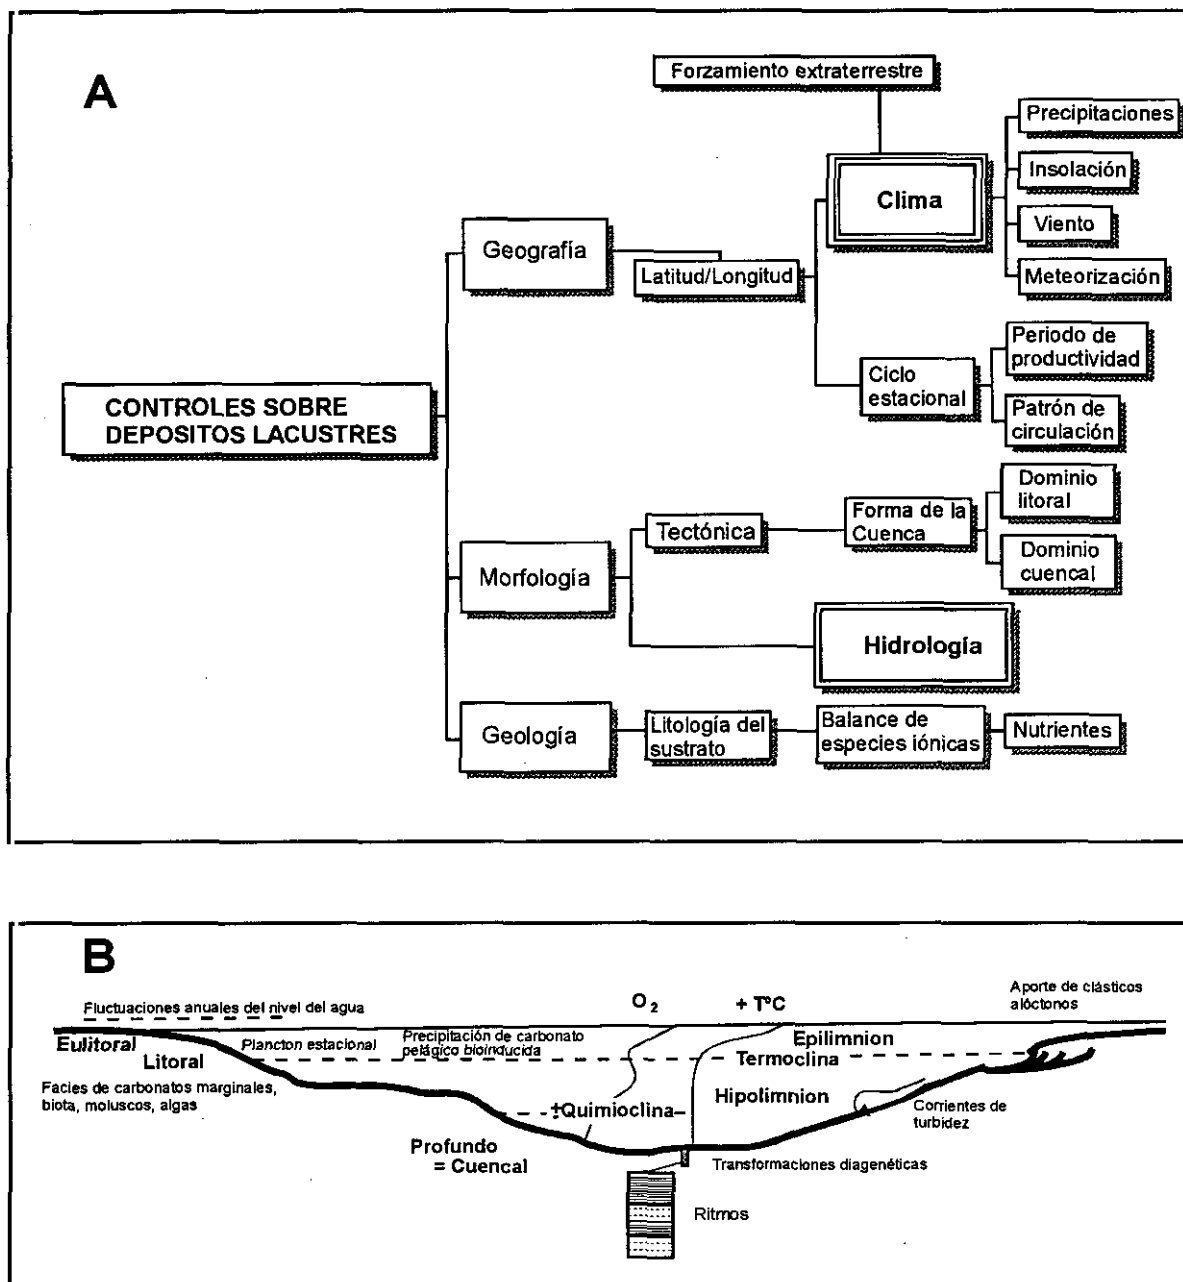 A
Forzamiento extraterrestre
Precipitaciones
Insolación
Clima
Viento
Meteorización
Geografía
Latitud/Longitud
Periodo de
productividad
Ciclo
estacional
Patrón de
circulación
CONTROLES SOBRE
DEPOSITOS LACUSTRES
Dominio
litoral
Tectónica
Forma de la
Cuenca
Dominio
cuencal
Morfología
Hidrología
Geología
Litología del
sustrato
Balance de
especies iónicas
Nutrientes
B
Fluctuaciones anuales del nivel del agua
O2
+ TºC
Aporte de clásticos
alóctonos
Eulitoral
Litoral
Plancton estacional
Precipitación de carbonato
pelágico bioinducida
Epilimnion
Termoclina
Facies de carbonatos marginales,
biota, moluscos, algas
+Quimioclina–
Hipolimnion
Corrientes de
turbidez
Profundo
= Cuencal
Transformaciones diagenéticas
Ritmos